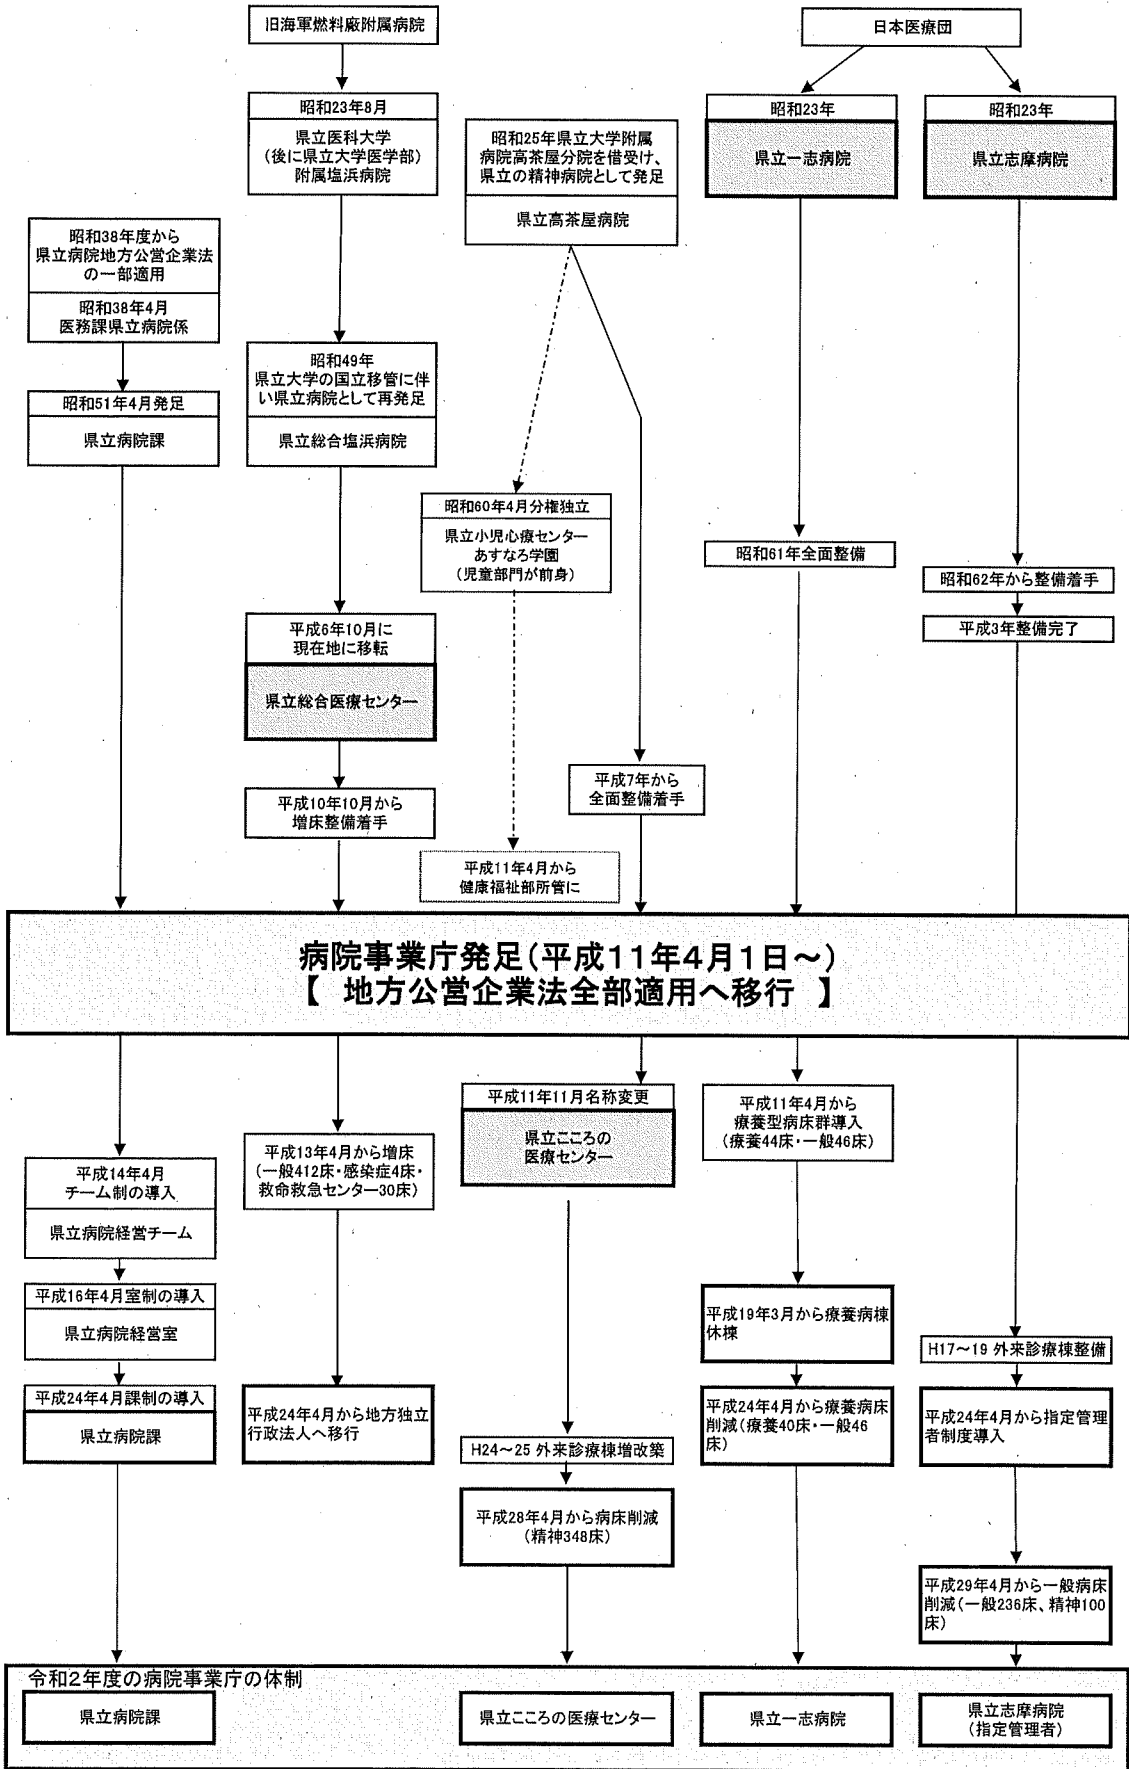 旧海軍燃料廠附属病院
日本医療団
昭和23年8月
県立医科大学
（後に県立大学医学部）
附属塩浜病院
昭和25年県立大学附属
病院高茶屋分院を借受け、
県立の精神病院として発足
県立高茶屋病院
昭和23年
県立一志病院
昭和23年
県立志摩病院
昭和38年度から
県立病院地方公営企業法
の一部適用
昭和38年4月
医務課県立病院係
昭和51年4月発足
県立病院課
昭和49年
県立大学の国立移管に伴
い県立病院として再発足
県立総合塩浜病院
昭和60年4月分権独立
県立小児心療センター
あすなろ学園
（児童部門が前身）
昭和61年全面整備
昭和62年から整備着手
平成3年整備完了
平成6年10月に
現在地に移転
県立総合医療センター
平成7年から
全面整備着手
平成10年10月から
増床整備着手
平成11年4月から
健康福祉部所管に
病院事業庁発足（平成11年4月1日～）
【　地方公営企業法全部適用へ移行　】
平成14年4月
チーム制の導入
県立病院経営チーム
平成16年4月室制の導入
県立病院経営室
平成24年4月課制の導入
県立病院課
平成13年4月から増床
（一般412床・感染症4床・
救命救急センター30床）
平成24年4月から地方独立
行政法人へ移行
平成11年11月名称変更
県立こころの
医療センター
H24～25 外来診療棟増改築
平成28年4月から病床削減
（精神348床）
平成11年4月から
療養型病床群導入
（療養44床・一般46床）
平成19年3月から療養病棟
休棟
平成24年4月から療養病床
削減（療養40床・一般46
床）
H17～19 外来診療棟整備
平成24年4月から指定管理
者制度導入
平成29年4月から一般病床
削減（一般236床、精神100
床）
令和2年度の病院事業庁の体制
県立病院課
県立こころの医療センター
県立一志病院
県立志摩病院
（指定管理者）